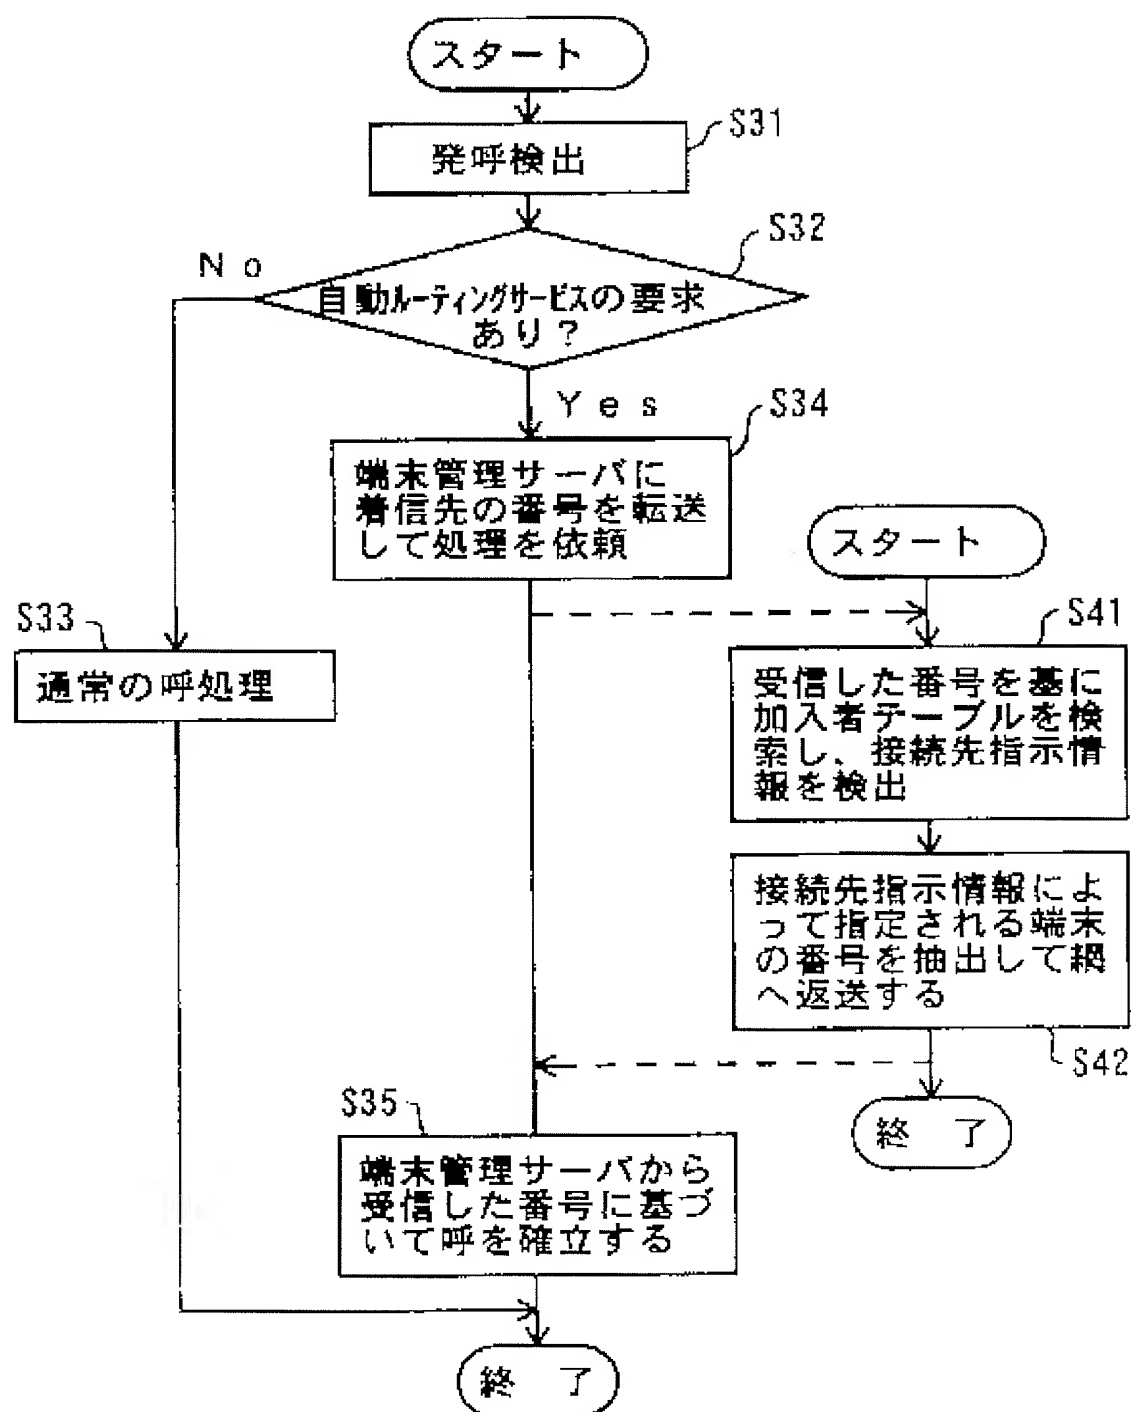 スタート
S31
発呼検出
S32
No
自動ルーティングサービスの要求
あり?
Yes
S34
端末管理サーバに
着信先の番号を転送
して処理を依頼
スタート
S33
通常の呼処理
S41
受信した番号を基に
加入者テーブルを検
索し、接続先指示情
報を検出
接続先指示情報によ
って指定される端末
の番号を抽出して網
へ返送する
S42
終 了
S35
端末管理サーバから
受信した番号に基づ
いて呼を確立する
終 了